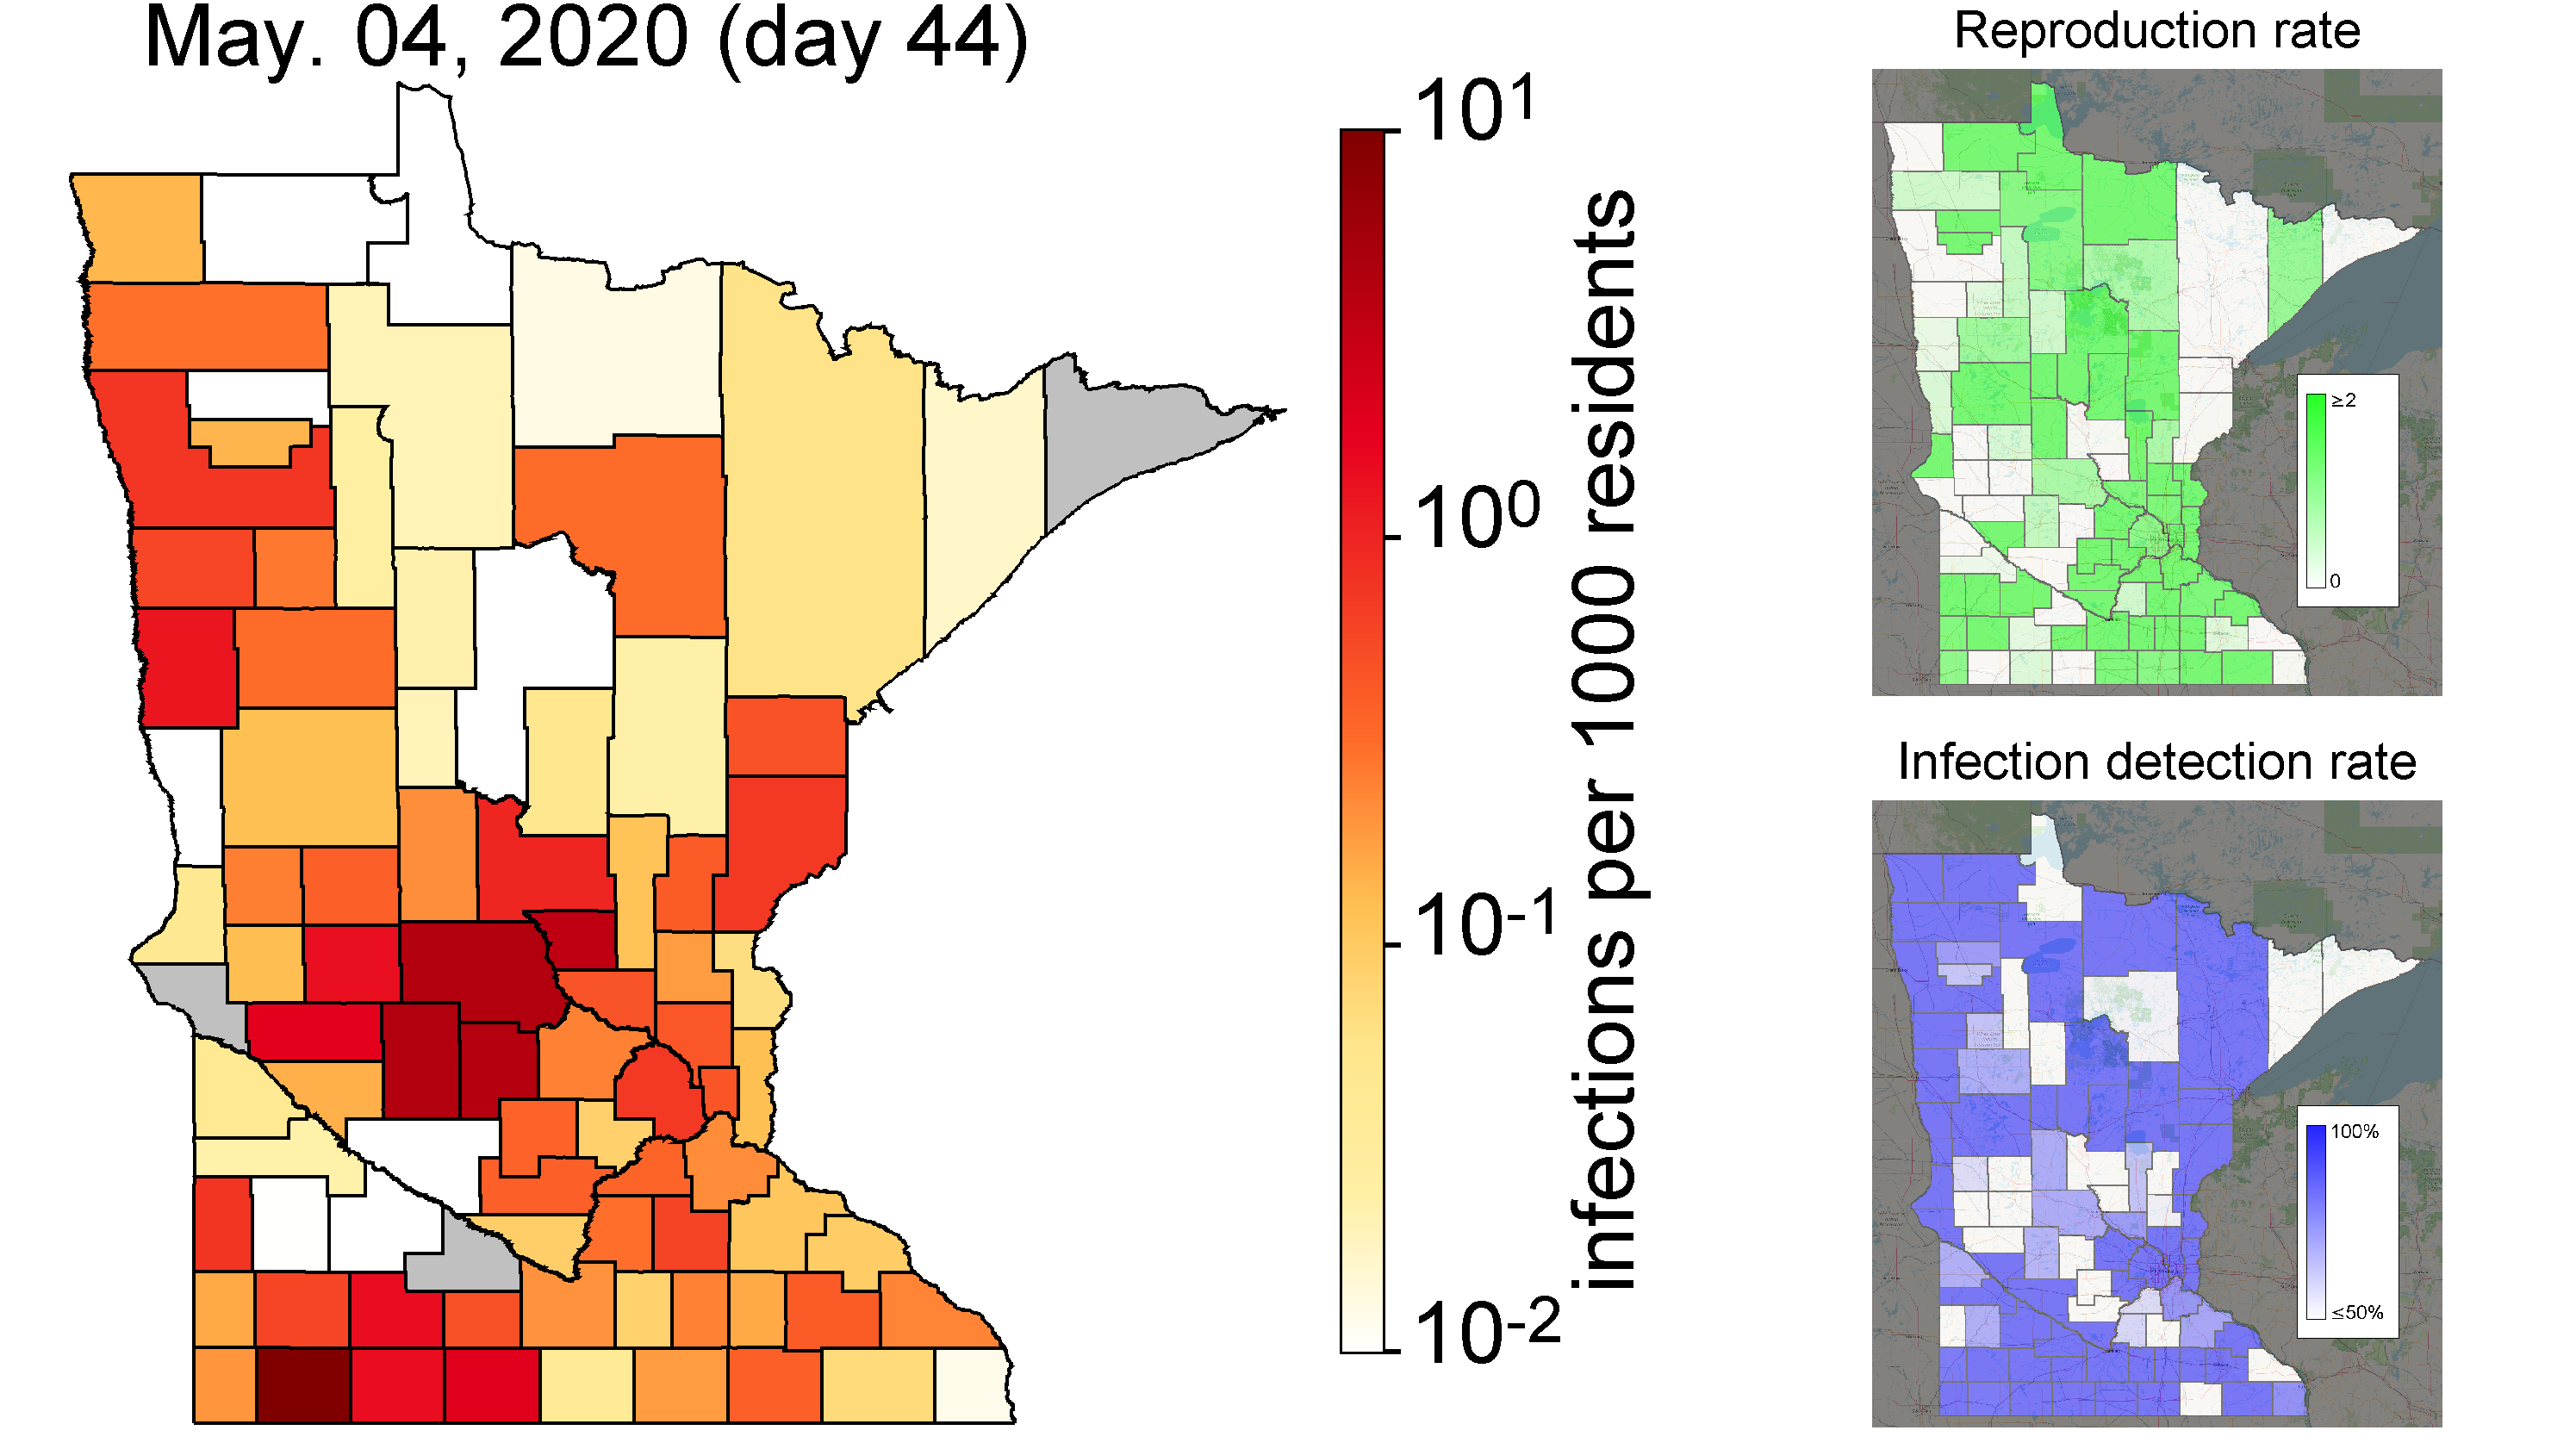 May. 04, 2020 (day 44)
10¹
10⁰
10⁻¹
10⁻²
infections per 1000 residents
Reproduction rate
≥2
0
Infection detection rate
100%
≤50%